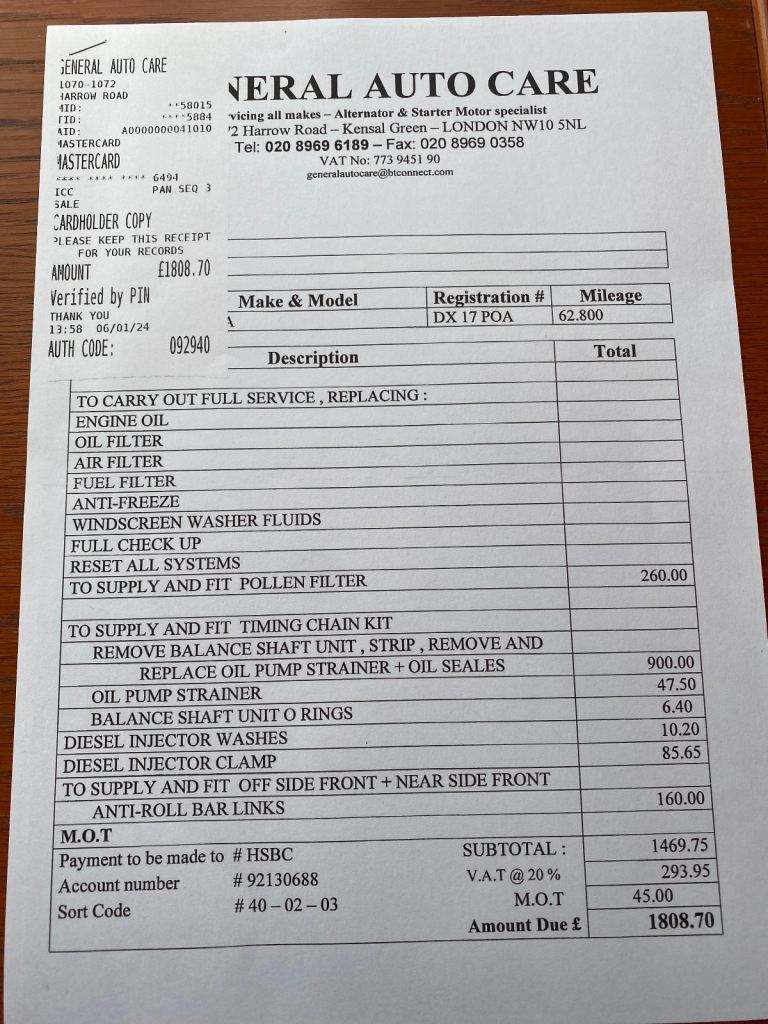 GENERAL AUTO CARE
1070-1072
HARROW ROAD
MID: **58015
TID: ****5884
AID: A0000000041010
MASTERCARD
MASTERCARD
**** **** **** 6494
ICC PAN SEQ 3
SALE
CARDHOLDER COPY
PLEASE KEEP THIS RECEIPT
FOR YOUR RECORDS
AMOUNT £1808.70
Verified by PIN
THANK YOU
13:58 06/01/24
AUTH CODE: 092940
NERAL AUTO CARE
vicing all makes – Alternator & Starter Motor specialist
72 Harrow Road – Kensal Green – LONDON NW10 5NL
Tel: 020 8969 6189 – Fax: 020 8969 0358
VAT No: 773 9451 90
generalautocare@btconnect.com
Make & Model Registration # Mileage
A DX 17 POA 62.800
Description Total
TO CARRY OUT FULL SERVICE , REPLACING :
ENGINE OIL
OIL FILTER
AIR FILTER
FUEL FILTER
ANTI-FREEZE
WINDSCREEN WASHER FLUIDS
FULL CHECK UP
RESET ALL SYSTEMS
TO SUPPLY AND FIT POLLEN FILTER 260.00
TO SUPPLY AND FIT TIMING CHAIN KIT
REMOVE BALANCE SHAFT UNIT , STRIP , REMOVE AND
REPLACE OIL PUMP STRAINER + OIL SEALES 900.00
OIL PUMP STRAINER 47.50
BALANCE SHAFT UNIT O RINGS 6.40
DIESEL INJECTOR WASHES 10.20
DIESEL INJECTOR CLAMP 85.65
TO SUPPLY AND FIT OFF SIDE FRONT + NEAR SIDE FRONT
ANTI-ROLL BAR LINKS 160.00
M.O.T
Payment to be made to # HSBC SUBTOTAL : 1469.75
Account number # 92130688 V.A.T @ 20 % 293.95
Sort Code # 40 – 02 – 03 M.O.T 45.00
Amount Due £ 1808.70